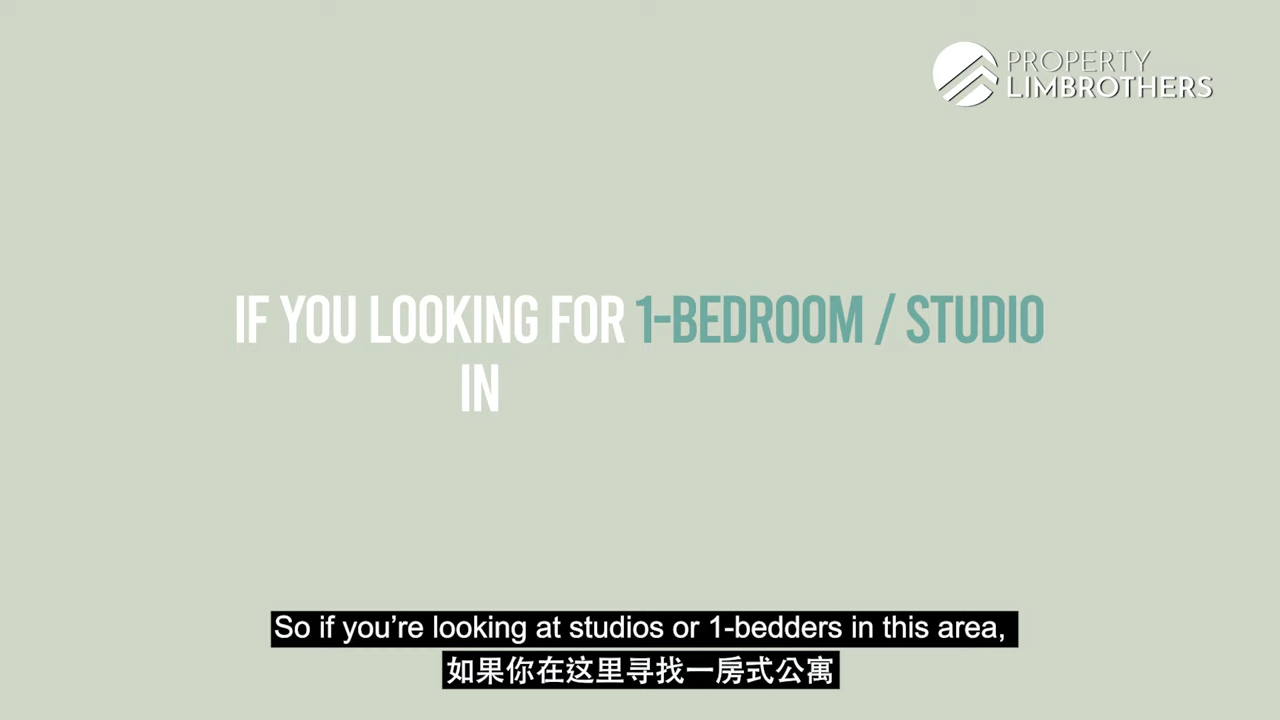 PROPERTY
LIMBROTHERS
IF YOU LOOKING FOR 1-BEDROOM / STUDIO
IN
So if you’re looking at studios or 1-bedders in this area,
如果你在这里寻找一房式公寓